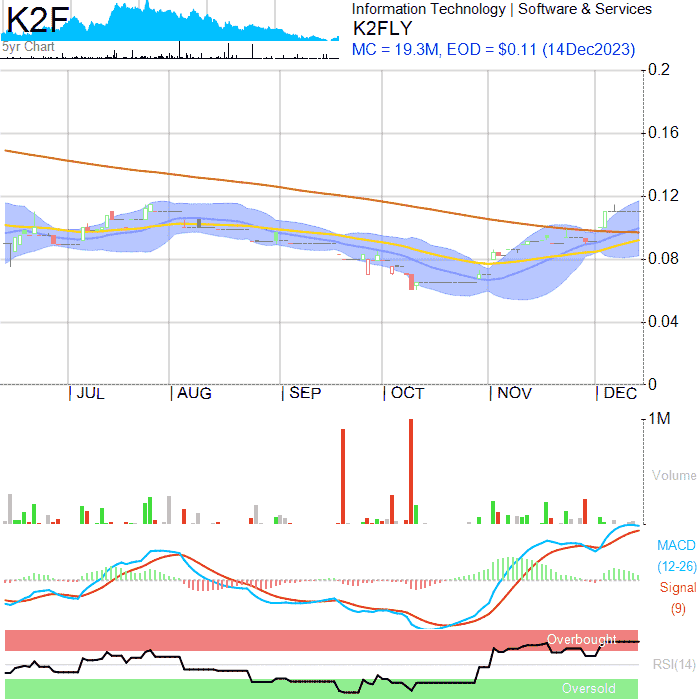 K2F
5yr Chart
Information Technology | Software & Services
K2FLY
MC = 19.3M, EOD = $0.11 (14Dec2023)
0.2
0.16
0.12
0.08
0.04
0
JUL AUG SEP OCT NOV DEC
1M
Volume
MACD
(12-26)
Signal
(9)
Overbought
RSI(14)
Oversold